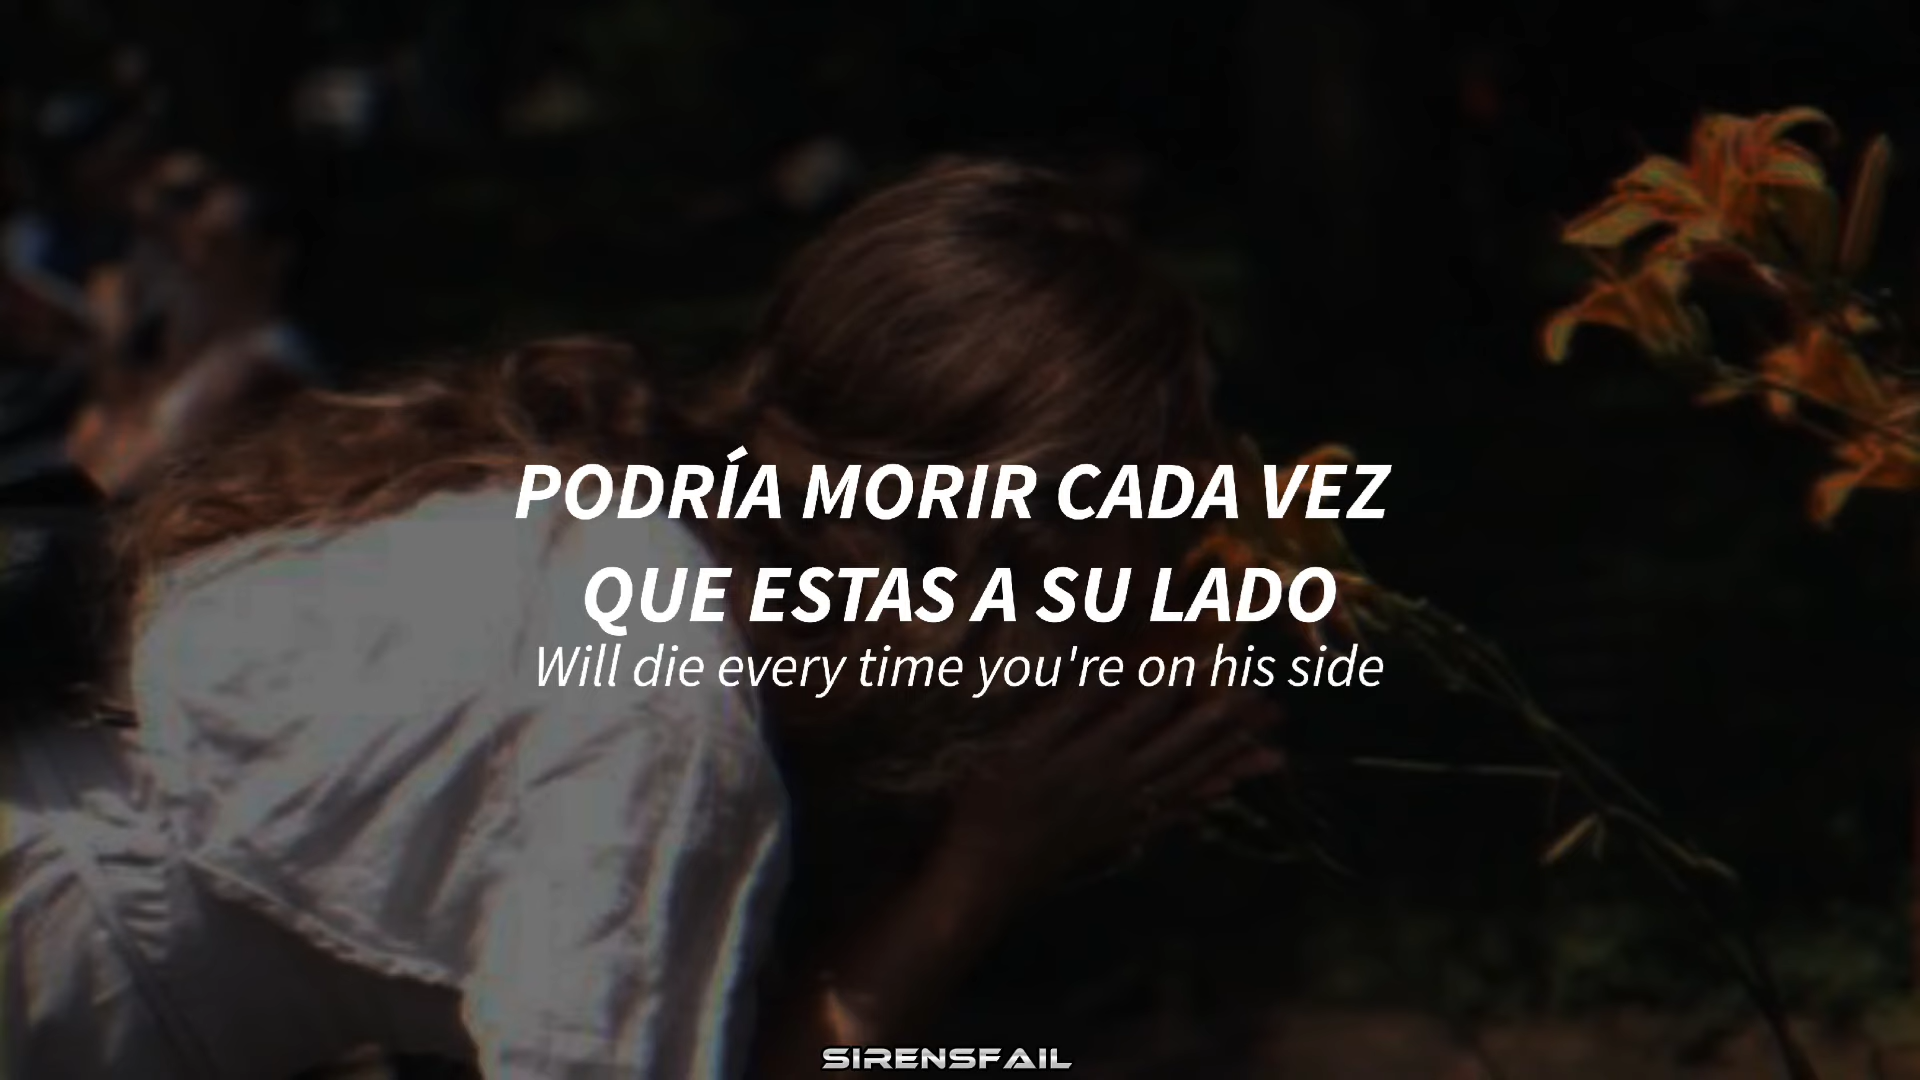 PODRÍA MORIR CADA VEZ
QUE ESTAS A SU LADO
Will die every time you're on his side
SIRENSFAIL